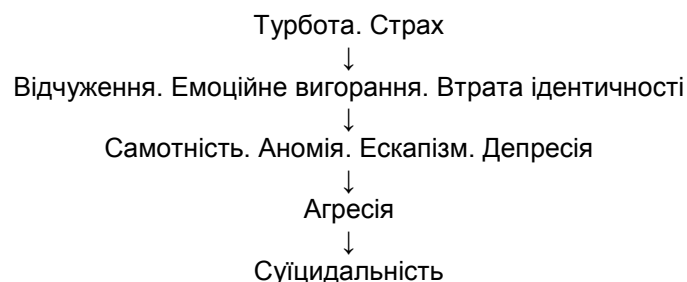 Турбота. Страх
↓
Відчуження. Емоційне вигорання. Втрата ідентичності
↓
Самотність. Аномія. Ескапізм. Депресія
↓
Агресія
↓
Суїцидальність